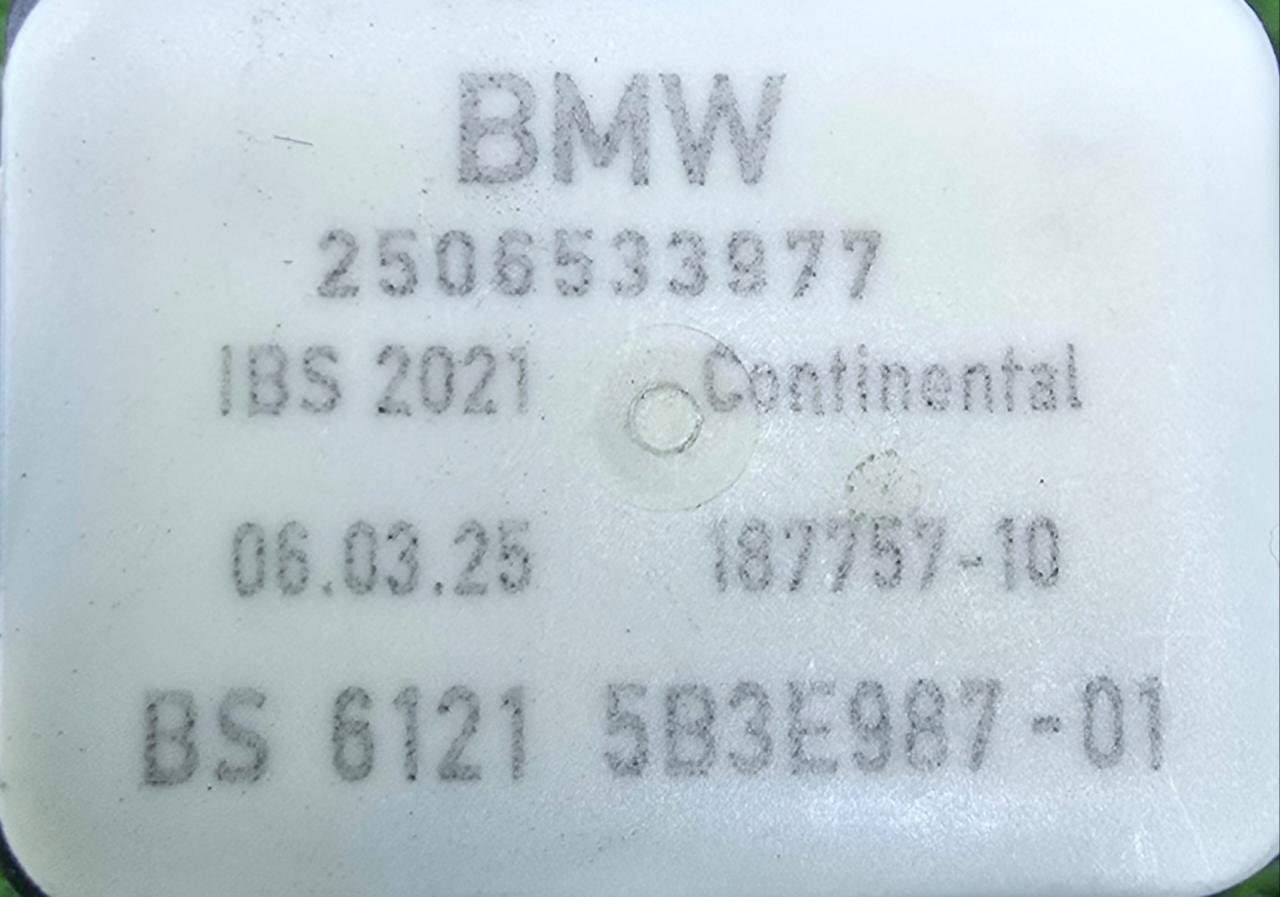 BMW
2506533977
IBS 2021 Continental
06.03.25 187757-10
BS 6121 5B3E987-01